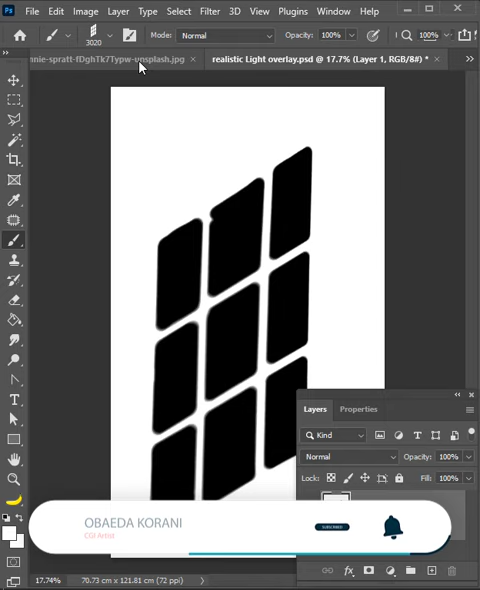 Ps File Edit Image Layer Type Select Filter 3D View Plugins Window Help
3020 Mode: Normal Opacity: 100% 100%
nnie-spratt-fDghTk7Typw-unsplash.jpg × realistic Light overlay.psd @ 17.7% (Layer 1, RGB/8#) * ×
Layers Properties
Kind
Normal Opacity: 100%
Lock: Fill: 100%
OBAEDA KORANI
CGI Artist
SUBSCRIBED
17.74% 70.73 cm x 121.81 cm (72 ppi)